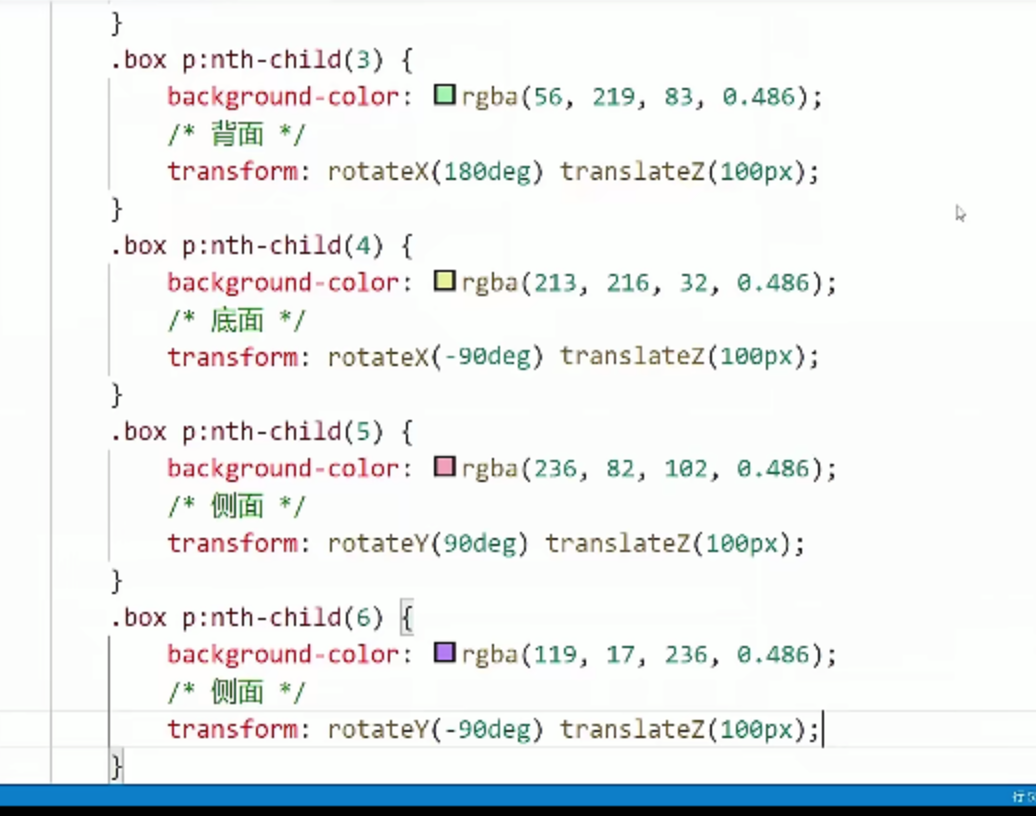 }
.box p:nth-child(3) {
background-color: rgba(56, 219, 83, 0.486);
/* 背面 */
transform: rotateX(180deg) translateZ(100px);
}
.box p:nth-child(4) {
background-color: rgba(213, 216, 32, 0.486);
/* 底面 */
transform: rotateX(-90deg) translateZ(100px);
}
.box p:nth-child(5) {
background-color: rgba(236, 82, 102, 0.486);
/* 侧面 */
transform: rotateY(90deg) translateZ(100px);
}
.box p:nth-child(6) {
background-color: rgba(119, 17, 236, 0.486);
/* 侧面 */
transform: rotateY(-90deg) translateZ(100px);
}
行